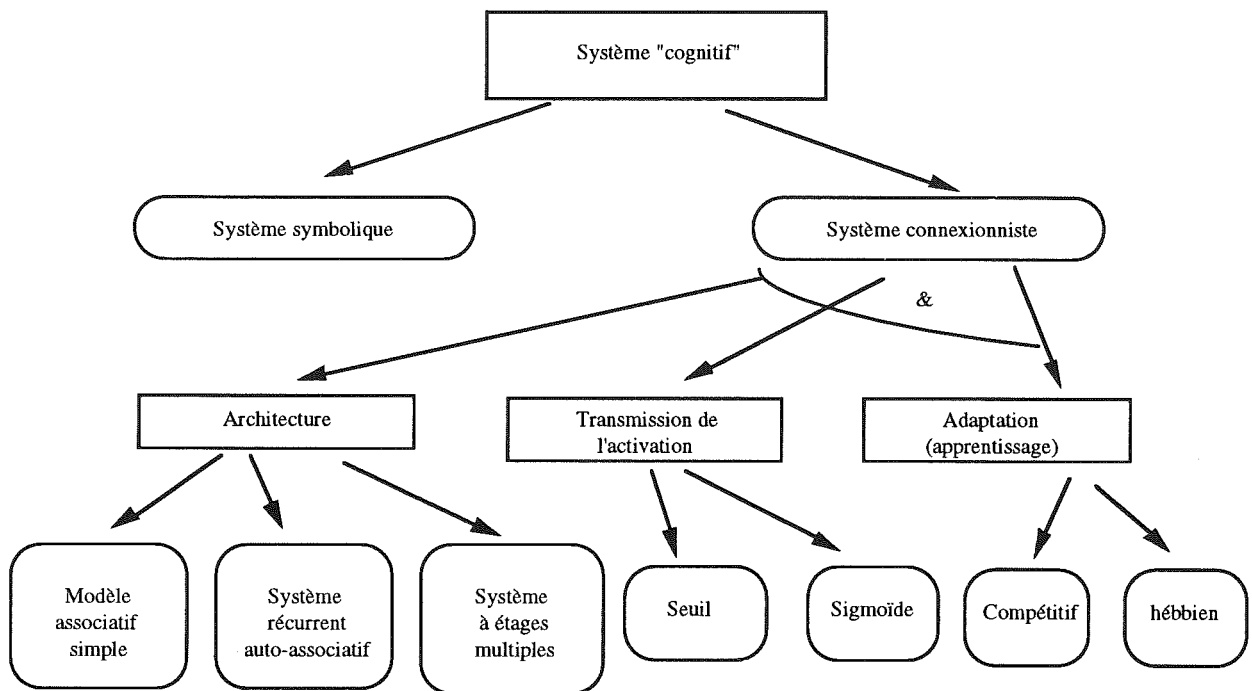 Système "cognitif"
Système symbolique
Système connexionniste
&
Architecture
Transmission de
l'activation
Adaptation
(apprentissage)
Modèle
associatif
simple
Système
récurrent
auto-associatif
Système
à étages
multiples
Seuil
Sigmoïde
Compétitif
hébbien